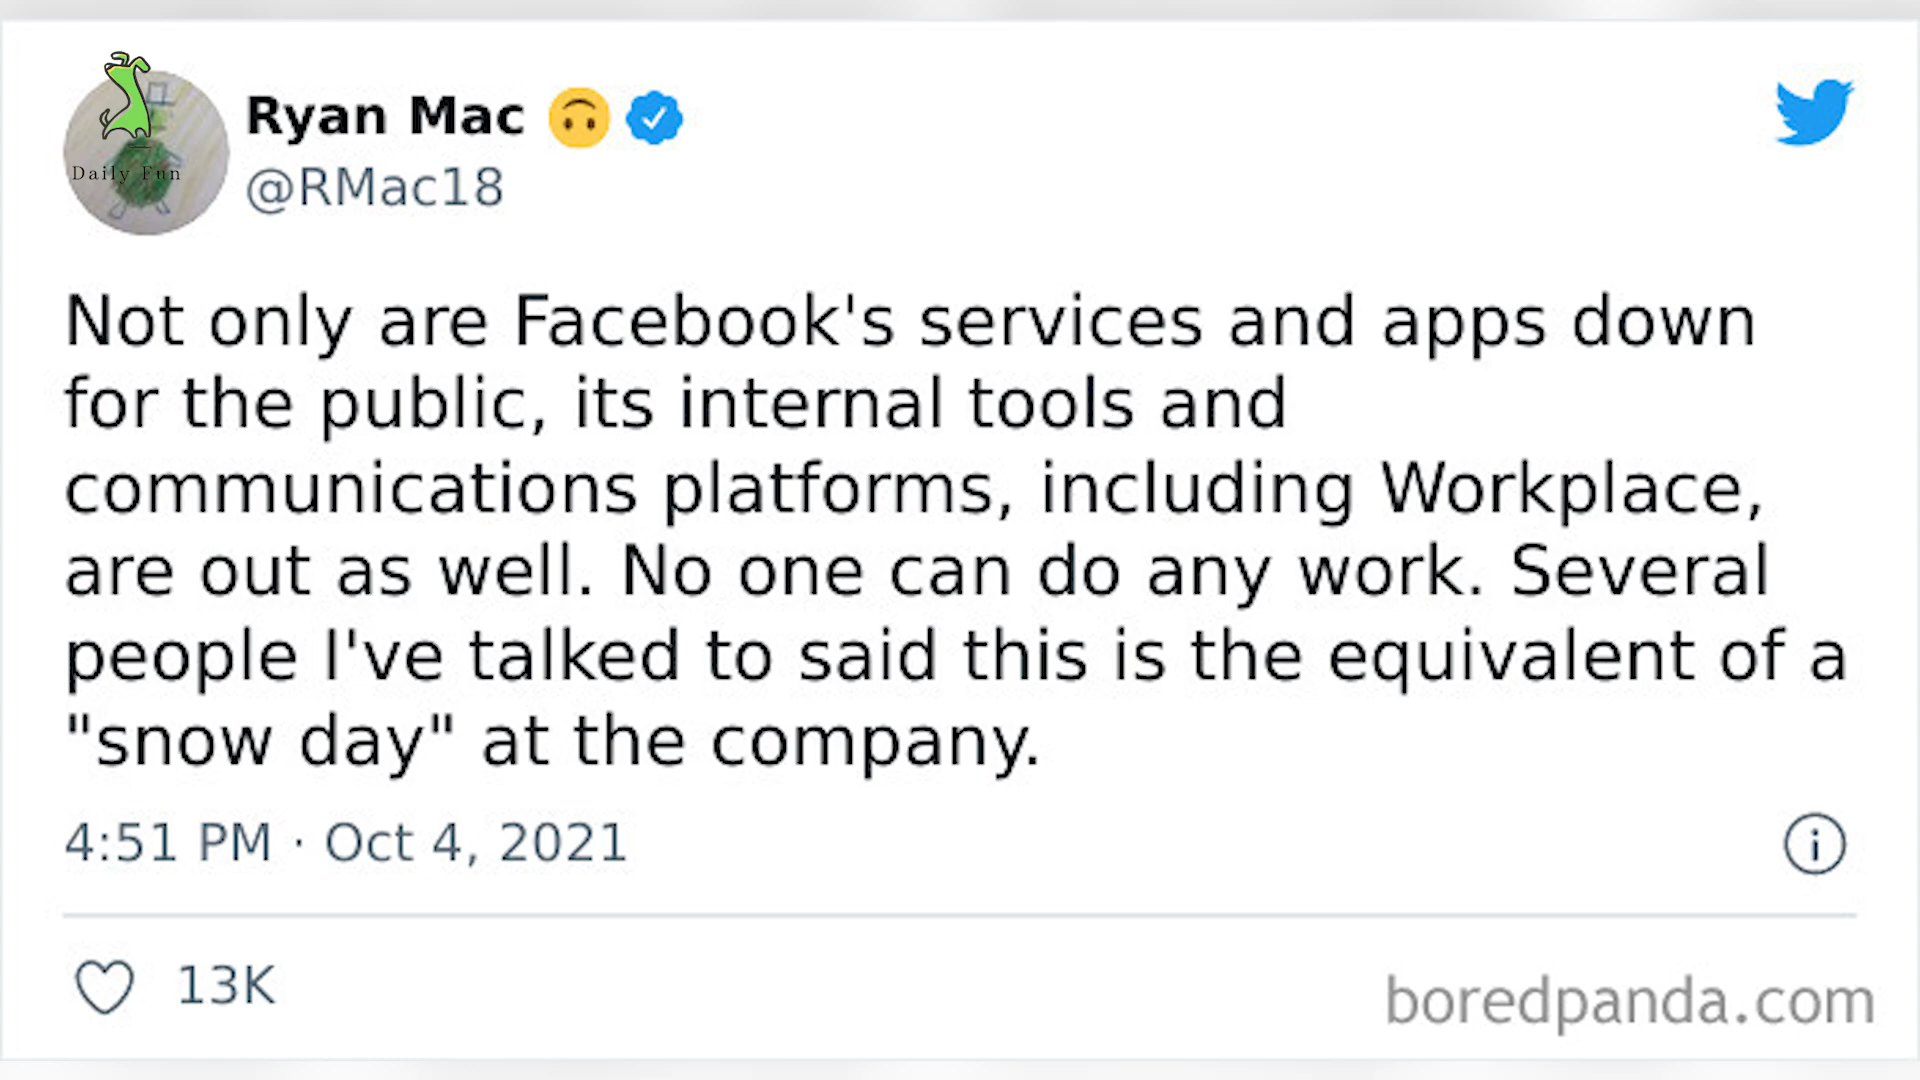 Ryan Mac 🙃
@RMac18
Daily Fun
Not only are Facebook's services and apps down
for the public, its internal tools and
communications platforms, including Workplace,
are out as well. No one can do any work. Several
people I've talked to said this is the equivalent of a
"snow day" at the company.
4:51 PM · Oct 4, 2021
13K
boredpanda.com